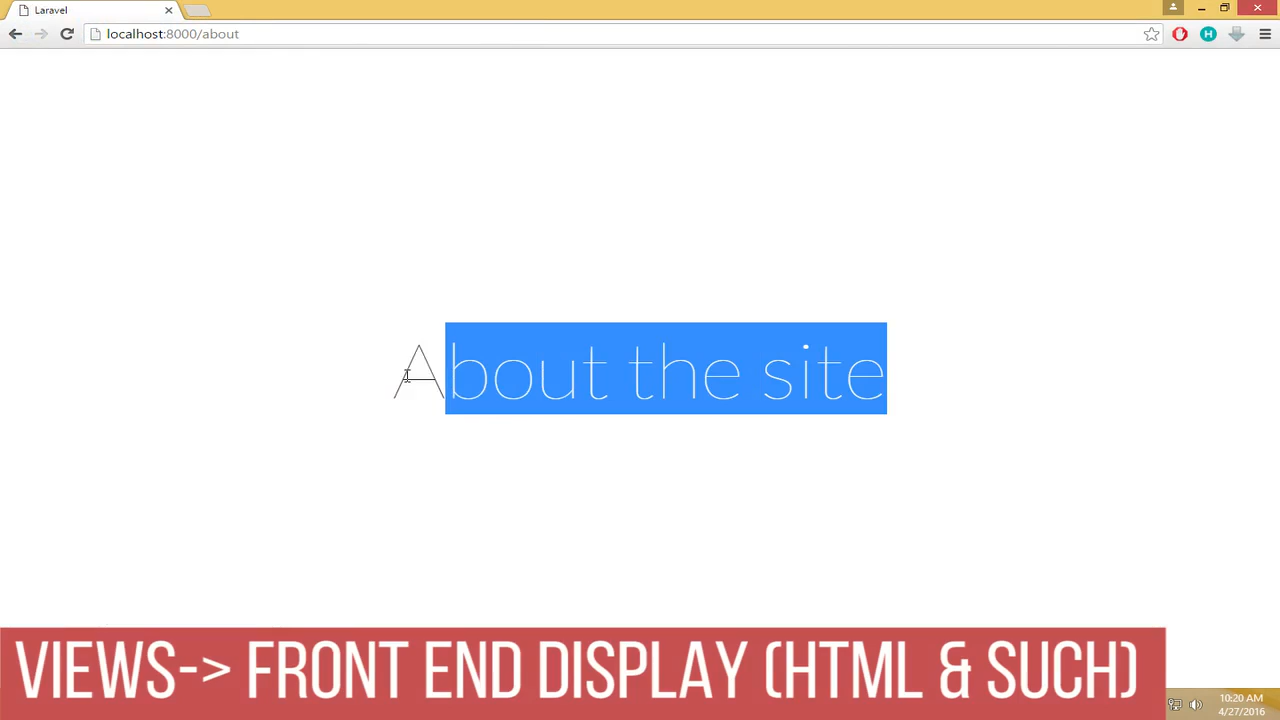 Laravel
localhost:8000/about
H
About the site
VIEWS-> FRONT END DISPLAY (HTML & SUCH)
10:20 AM
4/27/2016